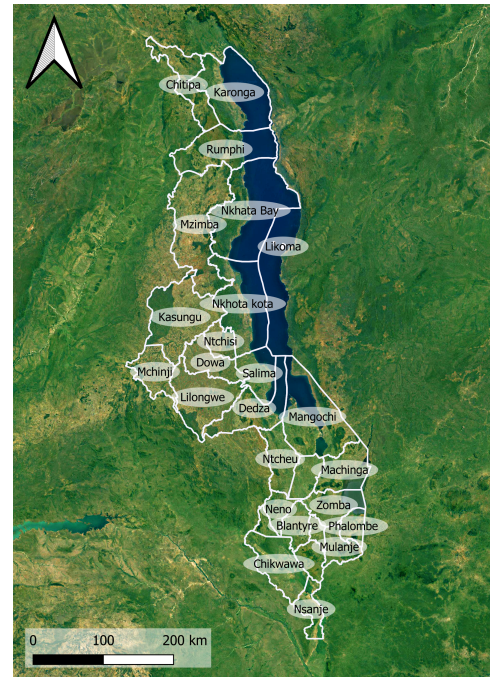 Chitipa
Karonga
Rumphi
Nkhata Bay
Mzimba
Likoma
Nkhota kota
Kasungu
Ntchisi
Dowa
Mchinji
Salima
Lilongwe
Dedza
Mangochi
Ntcheu
Machinga
Zomba
Neno
Blantyre
Phalombe
Mulanje
Chikwawa
Nsanje
0 100 200 km